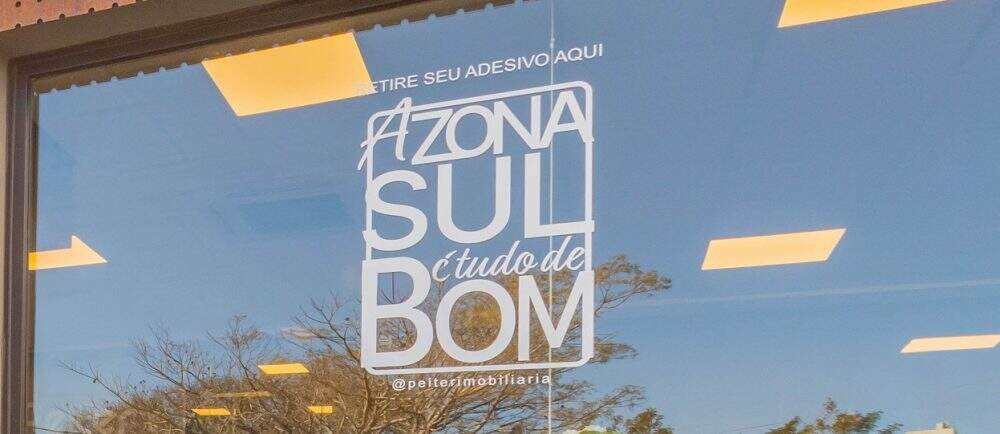 RETIRE SEU ADESIVO AQUI
A ZONA
SUL
é tudo de
BOM
@peiterimobiliaria